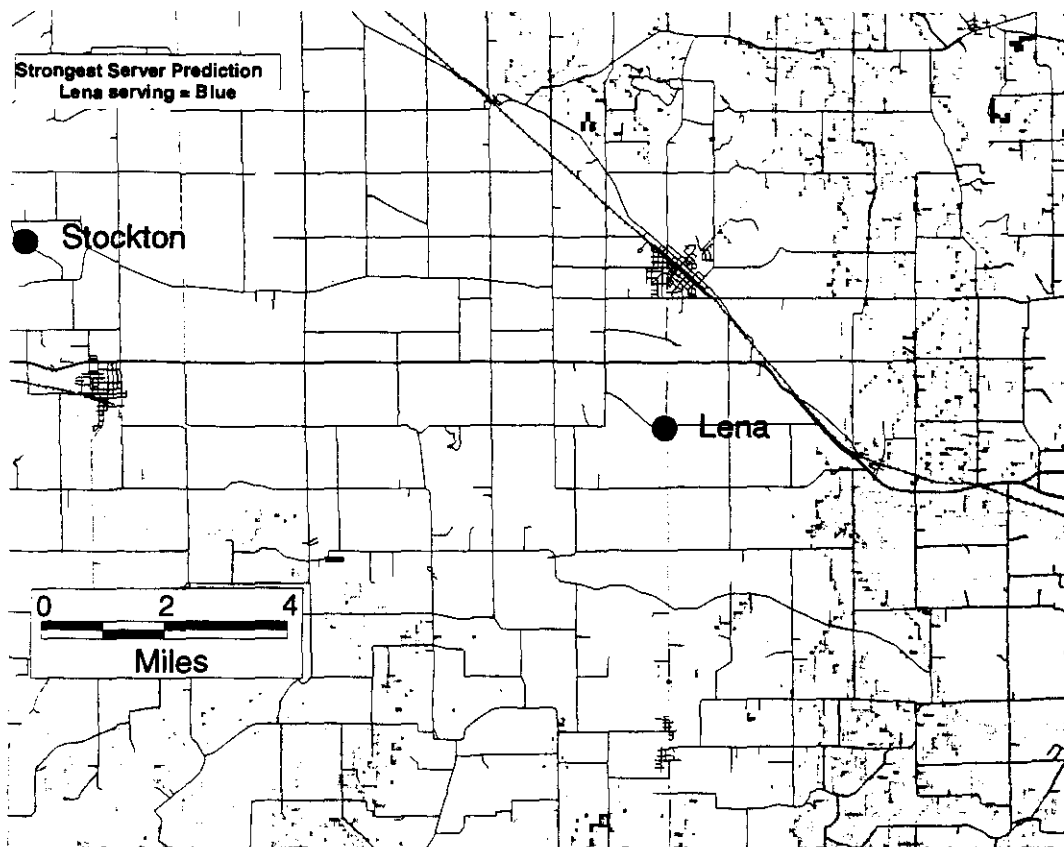 Strongest Server Prediction
Lena serving = Blue
Stockton
Lena
0 2 4
Miles